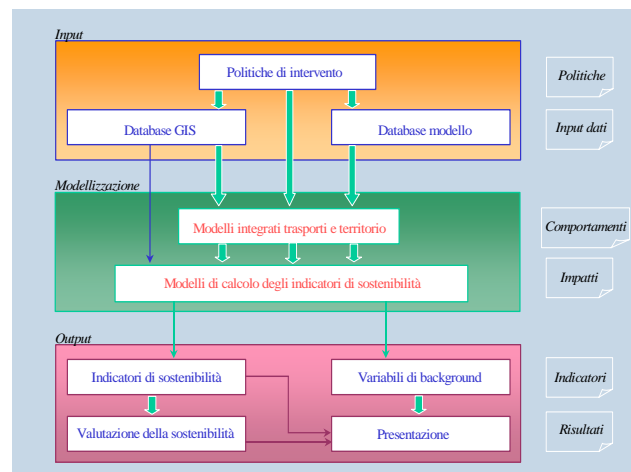 Input
Politiche di intervento
Politiche
Database GIS
Database modello
Input dati
Modellizzazione
Modelli integrati trasporti e territorio
Comportamenti
Modelli di calcolo degli indicatori di sostenibilità
Impatti
Output
Indicatori di sostenibilità
Variabili di background
Indicatori
Valutazione della sostenibilità
Presentazione
Risultati